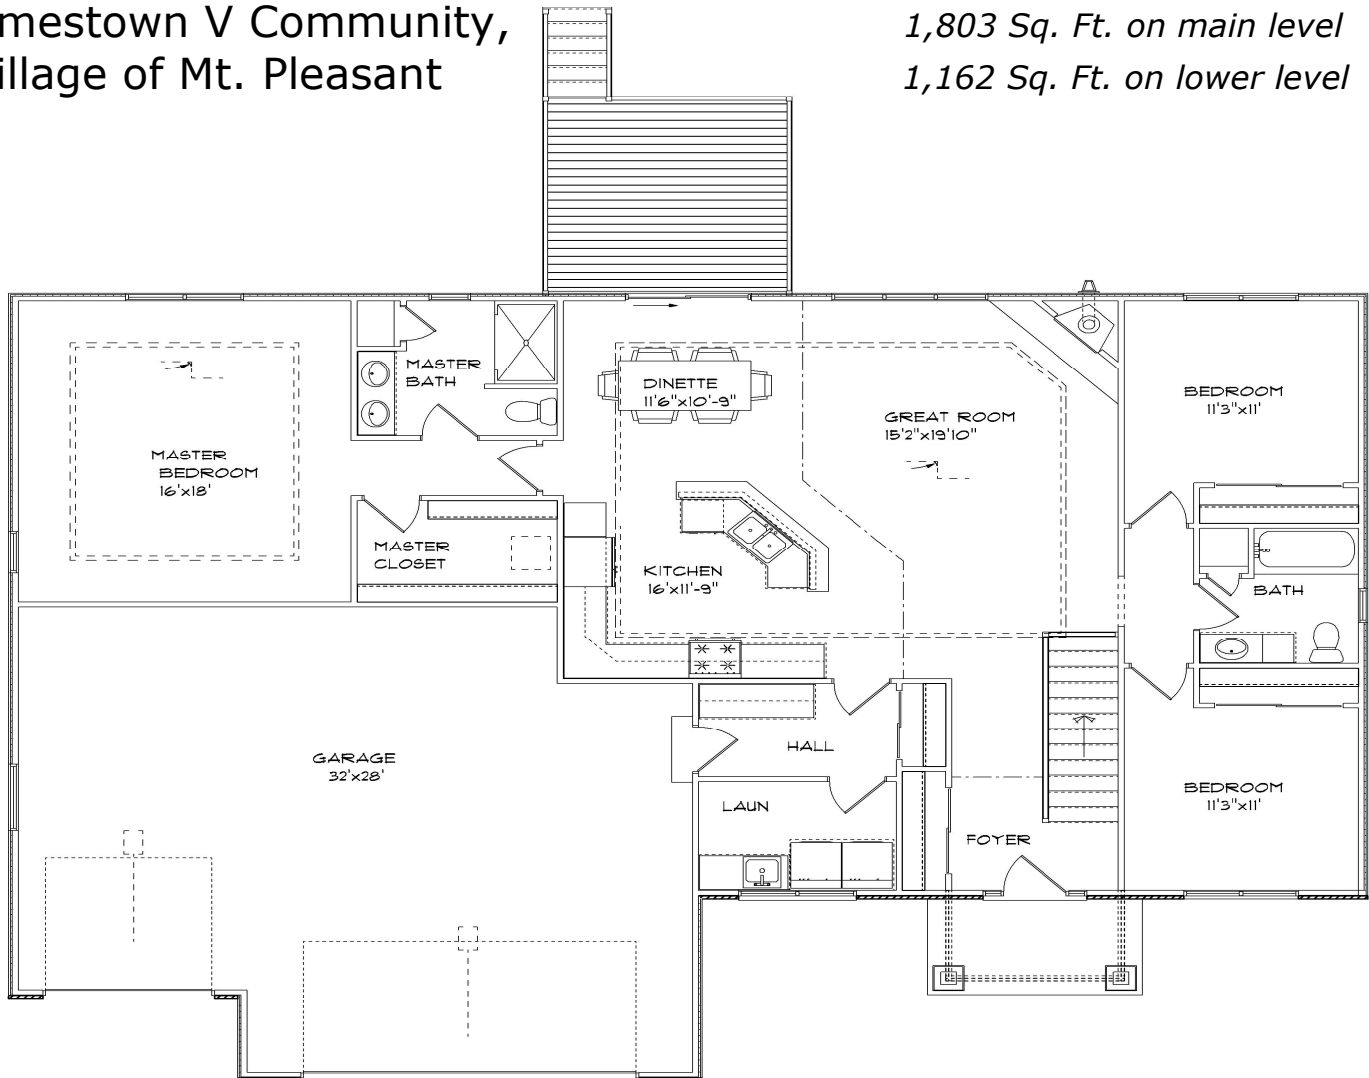 mestown V Community,
illage of Mt. Pleasant
1,803 Sq. Ft. on main level
1,162 Sq. Ft. on lower level
MASTER
BATH
DINETTE
11'6"x10'-9"
GREAT ROOM
15'2"x19'10"
BEDROOM
11'3"x11'
MASTER
BEDROOM
16'x18'
MASTER
CLOSET
KITCHEN
16'x11'-9"
BATH
GARAGE
32'x28'
HALL
LAUN
FOYER
BEDROOM
11'3"x11'